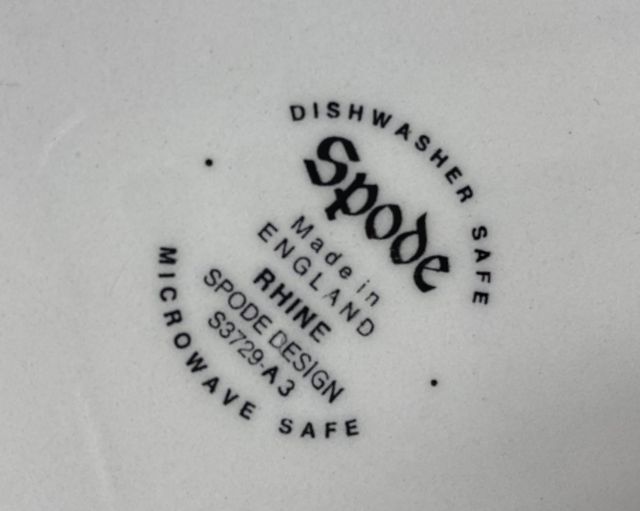 DISHWASHER SAFE
Spode
Made in
ENGLAND
RHINE
SPODE DESIGN
S3729-A3
MICROWAVE SAFE